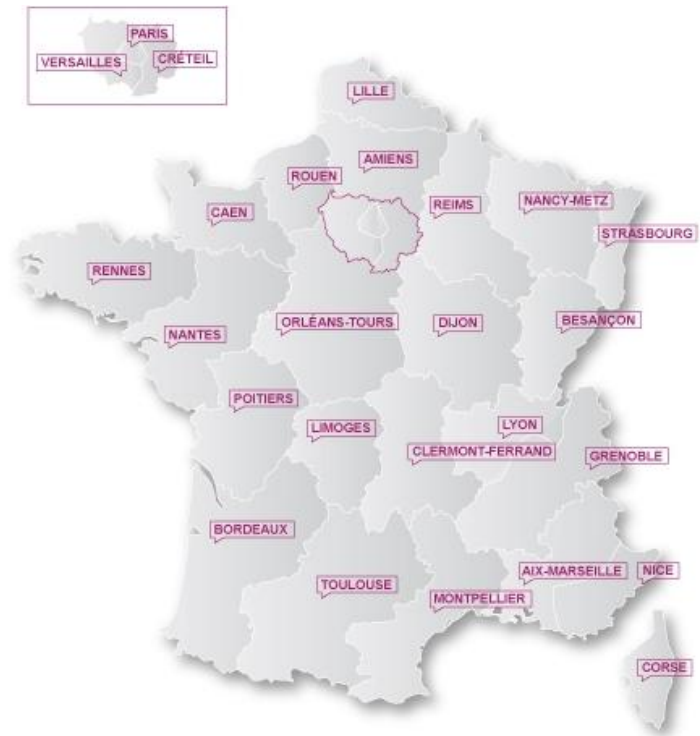 PARIS
VERSAILLES
CRÉTEIL
LILLE
AMIENS
ROUEN
NANCY-METZ
REIMS
CAEN
STRASBOURG
RENNES
ORLÉANS-TOURS
DIJON
BESANÇON
NANTES
POITIERS
LYON
LIMOGES
CLERMONT-FERRAND
GRENOBLE
BORDEAUX
AIX-MARSEILLE
NICE
TOULOUSE
MONTPELLIER
CORSE